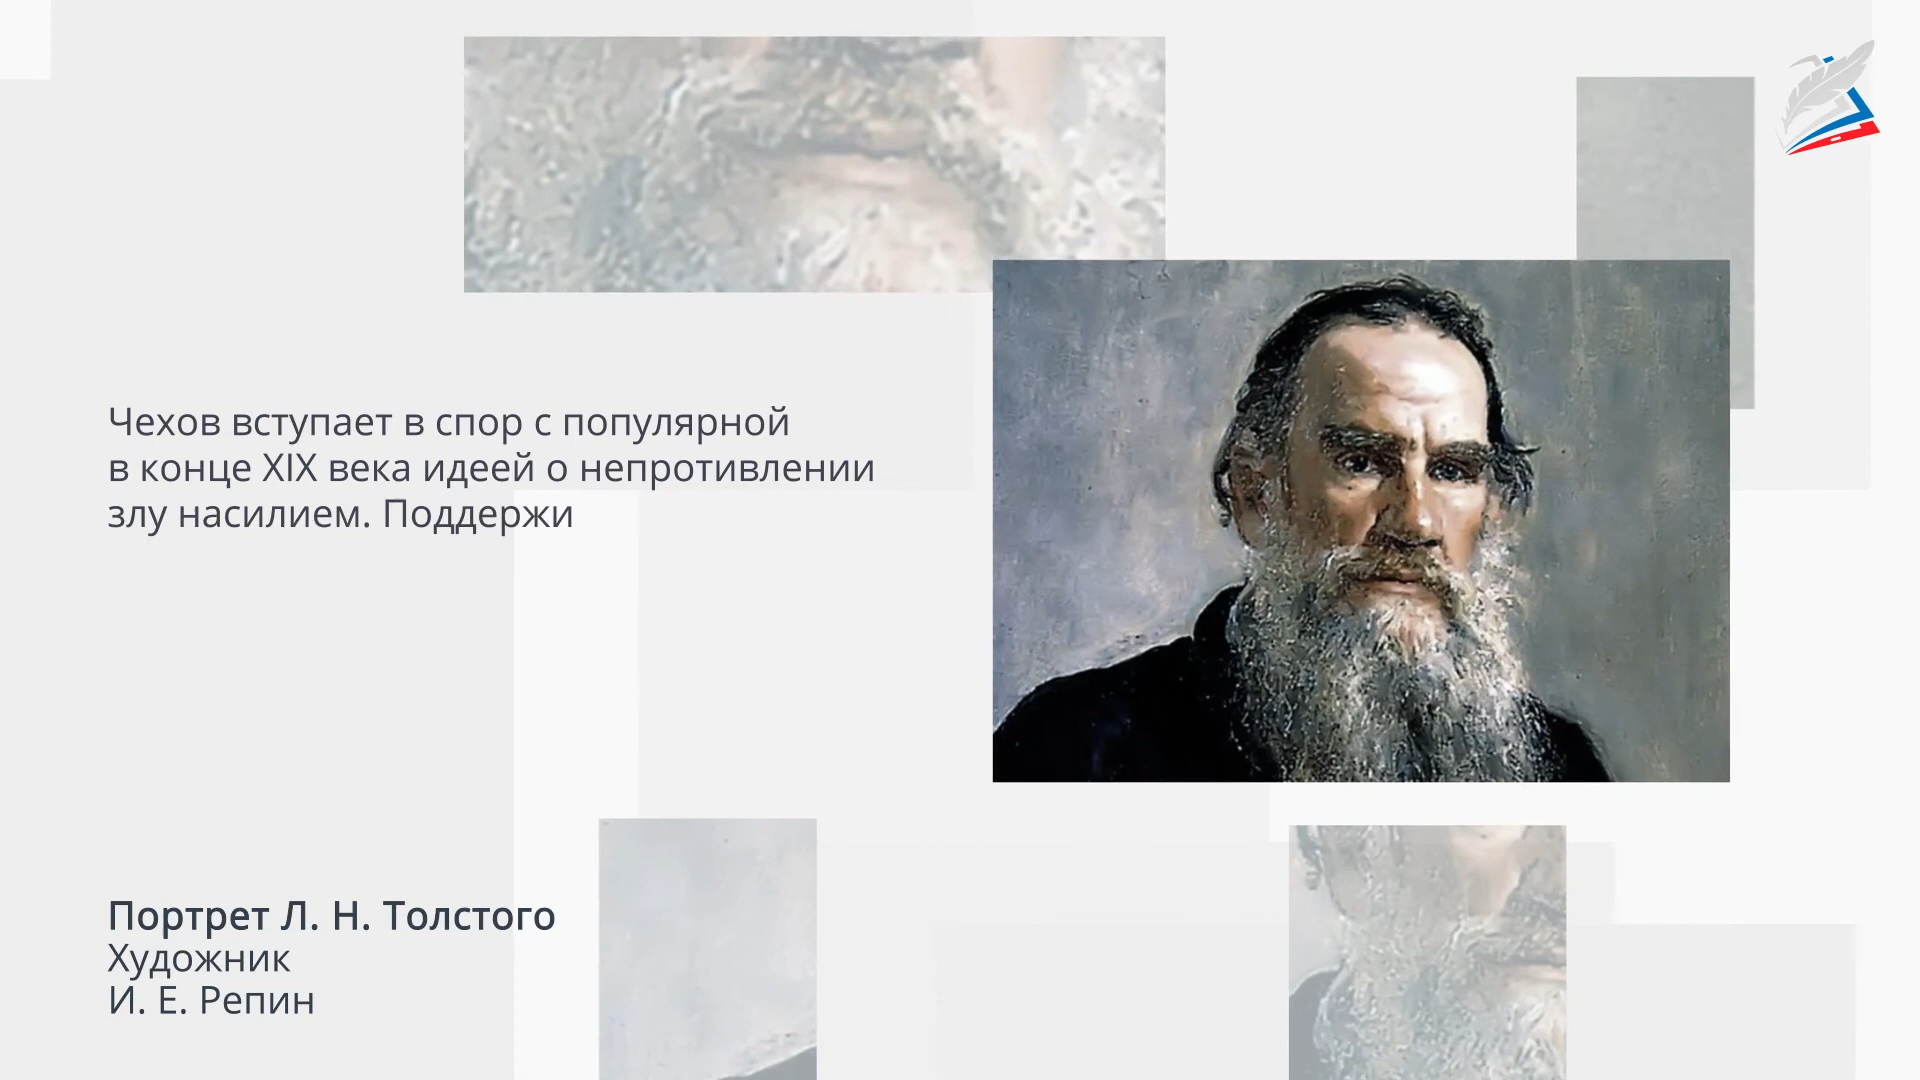 Чехов вступает в спор с популярной
в конце XIX века идеей о непротивлении
злу насилием. Поддержи
Портрет Л. Н. Толстого
Художник
И. Е. Репин